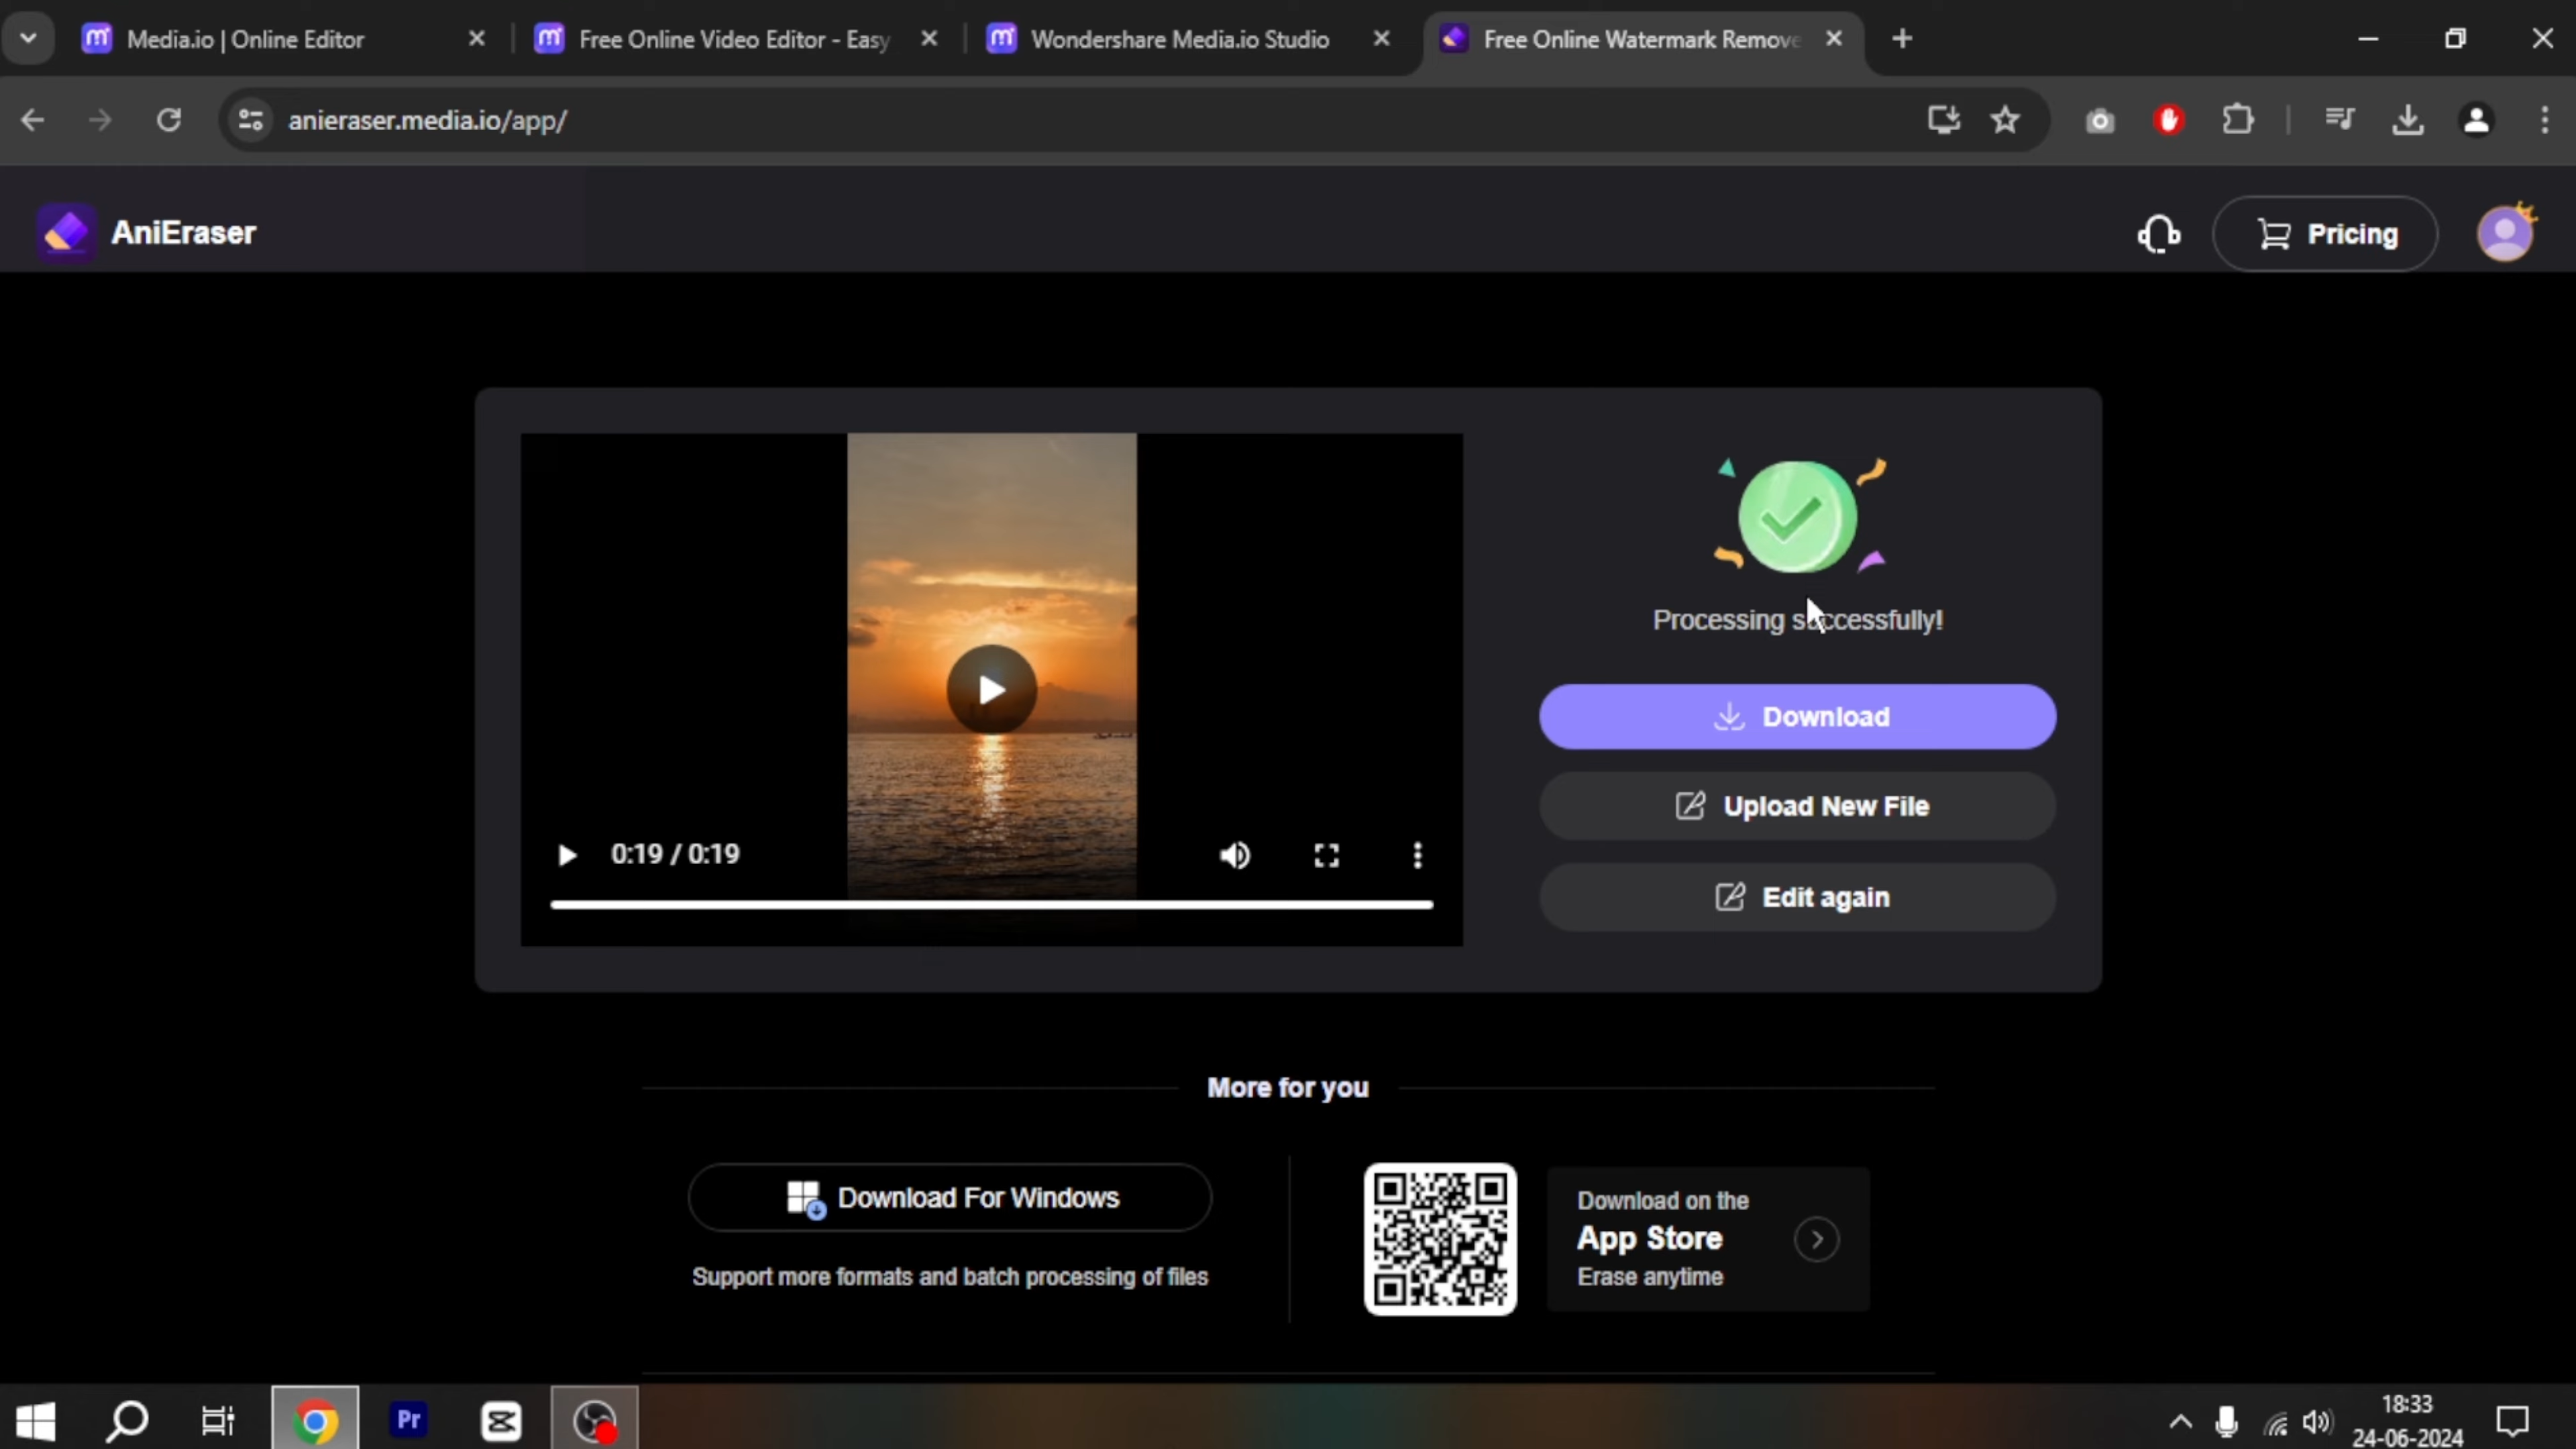 Media.io | Online Editor
Free Online Video Editor - Easy
Wondershare Media.io Studio
Free Online Watermark Remove
anieraser.media.io/app/
AniEraser
Pricing
Processing successfully!
Download
Upload New File
0:19 / 0:19
Edit again
More for you
Download For Windows
Support more formats and batch processing of files
Download on the
App Store
Erase anytime
Pr
18:33
24-06-2024